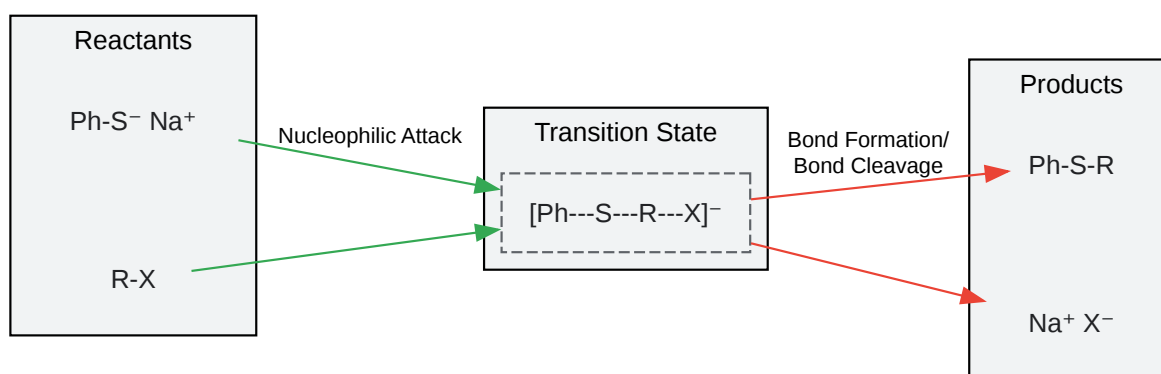 Reactants
Ph-S⁻ Na⁺
R-X
Nucleophilic Attack
Transition State
[Ph---S---R---X]⁻
Bond Formation/
Bond Cleavage
Products
Ph-S-R
Na⁺ X⁻